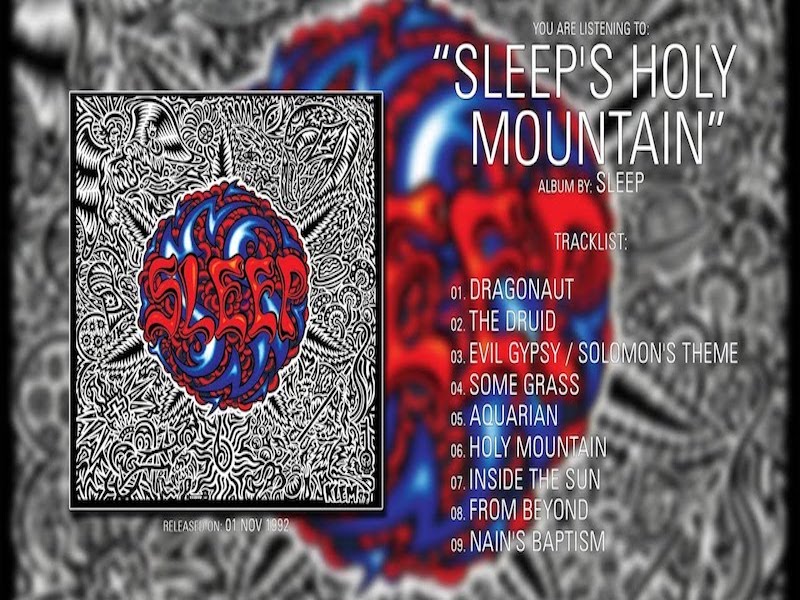 YOU ARE LISTENING TO:
"SLEEP'S HOLY
MOUNTAIN"
ALBUM BY: SLEEP
TRACKLIST:
01. DRAGONAUT
02. THE DRUID
03. EVIL GYPSY / SOLOMON'S THEME
04. SOME GRASS
05. AQUARIAN
06. HOLY MOUNTAIN
07. INSIDE THE SUN
08. FROM BEYOND
09. NAIN'S BAPTISM
SLEEP
RELEASED ON: 01 NOV 1992